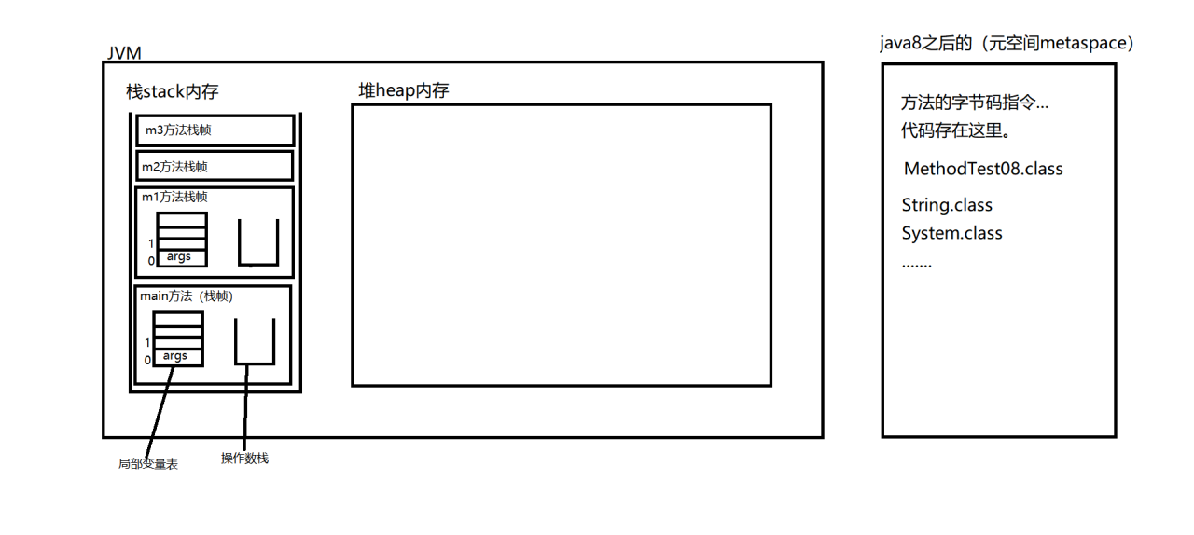 JVM
栈stack内存
m3方法栈帧
m2方法栈帧
m1方法栈帧
1
0
args
main方法（栈帧)
1
0
args
局部变量表
操作数栈
堆heap内存
java8之后的（元空间metaspace）
方法的字节码指令...
代码存在这里。
MethodTest08.class
String.class
System.class
.......